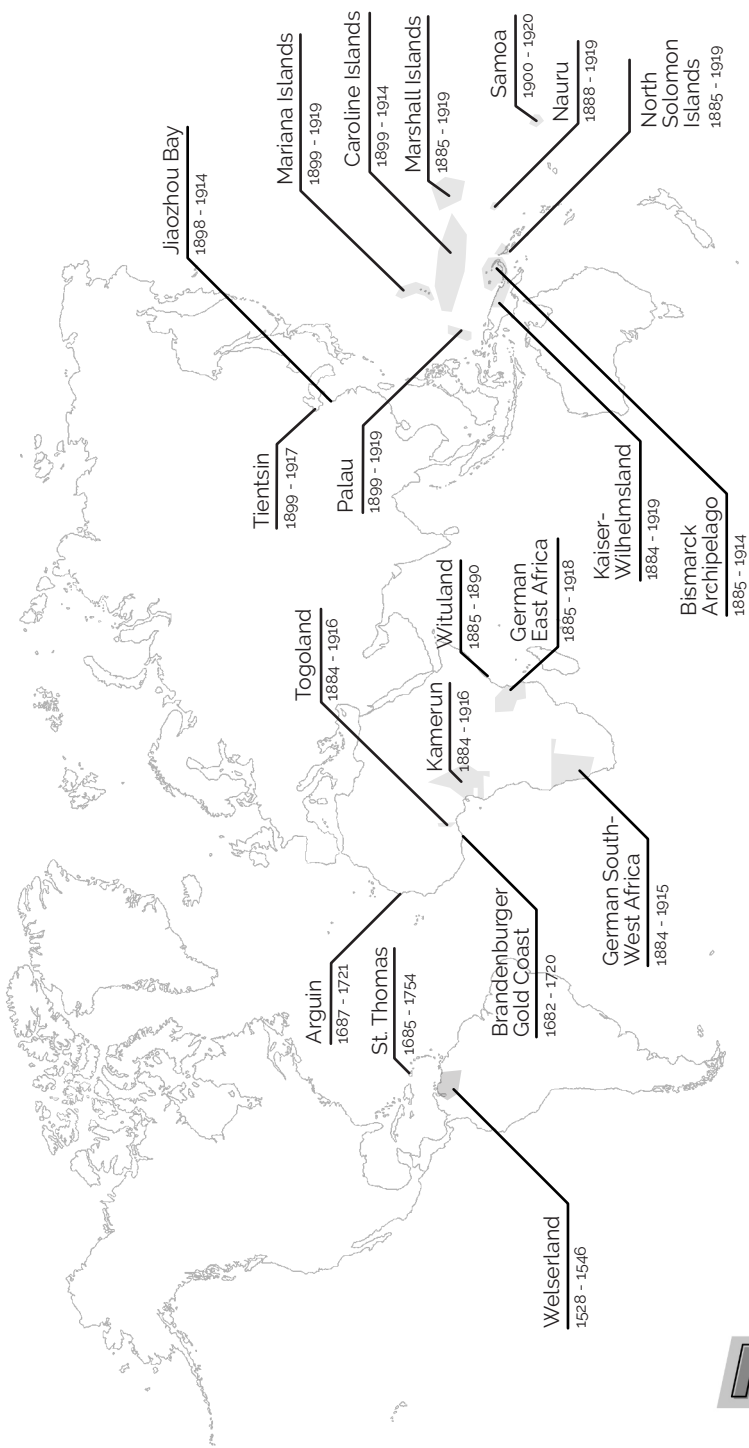 Jiaozhou Bay
1898 - 1914
Mariana Islands
1899 - 1919
Caroline Islands
1899 - 1914
Marshall Islands
1885 - 1919
Samoa
1900 - 1920
Nauru
1888 - 1919
North
Solomon
Islands
1885 - 1919
Tientsin
1899 - 1917
Palau
1899 - 1919
Togoland
1884 - 1916
Kamerun
1884 - 1916
Wituland
1885 - 1890
German
East Africa
1885 - 1918
Kaiser-
Wilhelmsland
1884 - 1919
Bismarck
Archipelago
1885 - 1914
Arguin
1687 - 1721
St. Thomas
1685 - 1754
Brandenburger
Gold Coast
1682 - 1720
German South-
West Africa
1884 - 1915
Welserland
1528 - 1546